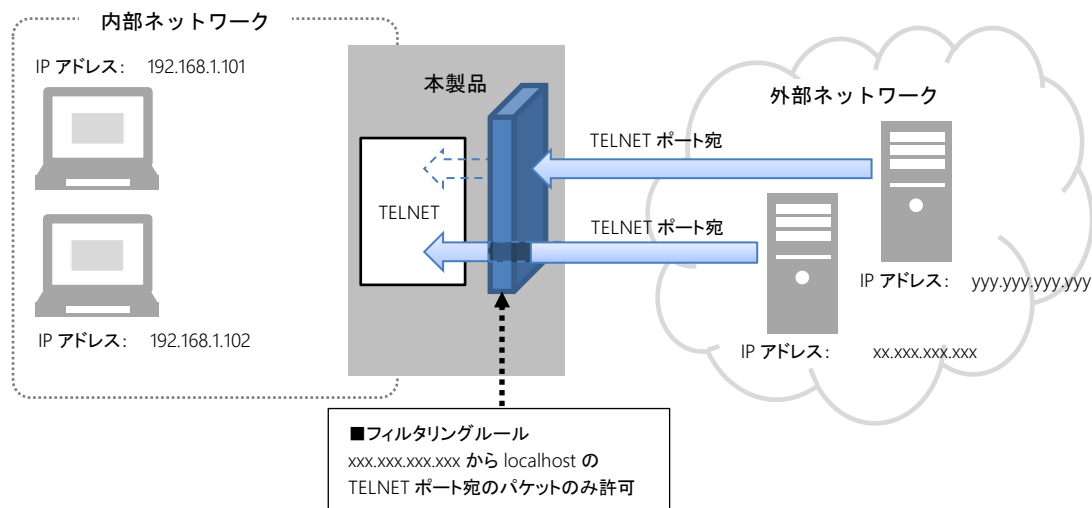 内部ネットワーク
IP アドレス: 192.168.1.101
IP アドレス: 192.168.1.102
本製品
TELNET
外部ネットワーク
TELNET ポート宛
TELNET ポート宛
IP アドレス: yyy.yyy.yyy.yyy
IP アドレス: xx.xxx.xxx.xxx
■フィルタリングルール
xxx.xxx.xxx.xxx から localhost の
TELNET ポート宛のパケットのみ許可